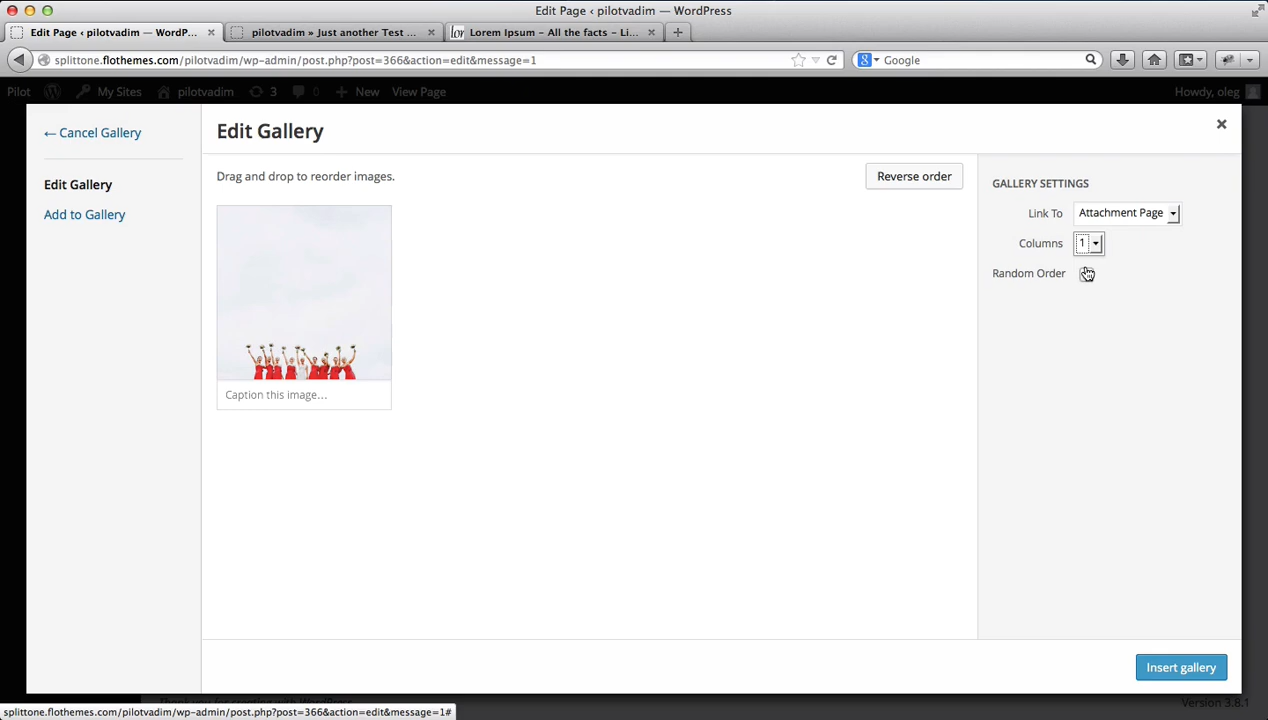 Edit Page ‹ pilotvadim — WordPress
Edit Page ‹ pilotvadim — WordP...
pilotvadim » Just another Test ...
Lorem Ipsum - All the facts - Li...
splittone.flothemes.com/pilotvadim/wp-admin/post.php?post=366&action=edit&message=1
Google
Pilot My Sites pilotvadim 3 0 New View Page Howdy, oleg
← Cancel Gallery
Edit Gallery
Add to Gallery
Edit Gallery
Drag and drop to reorder images.
Reverse order
Caption this image...
GALLERY SETTINGS
Link To Attachment Page
Columns 1
Random Order
Insert gallery
Version 3.8.1
splittone.flothemes.com/pilotvadim/wp-admin/post.php?post=366&action=edit&message=1#